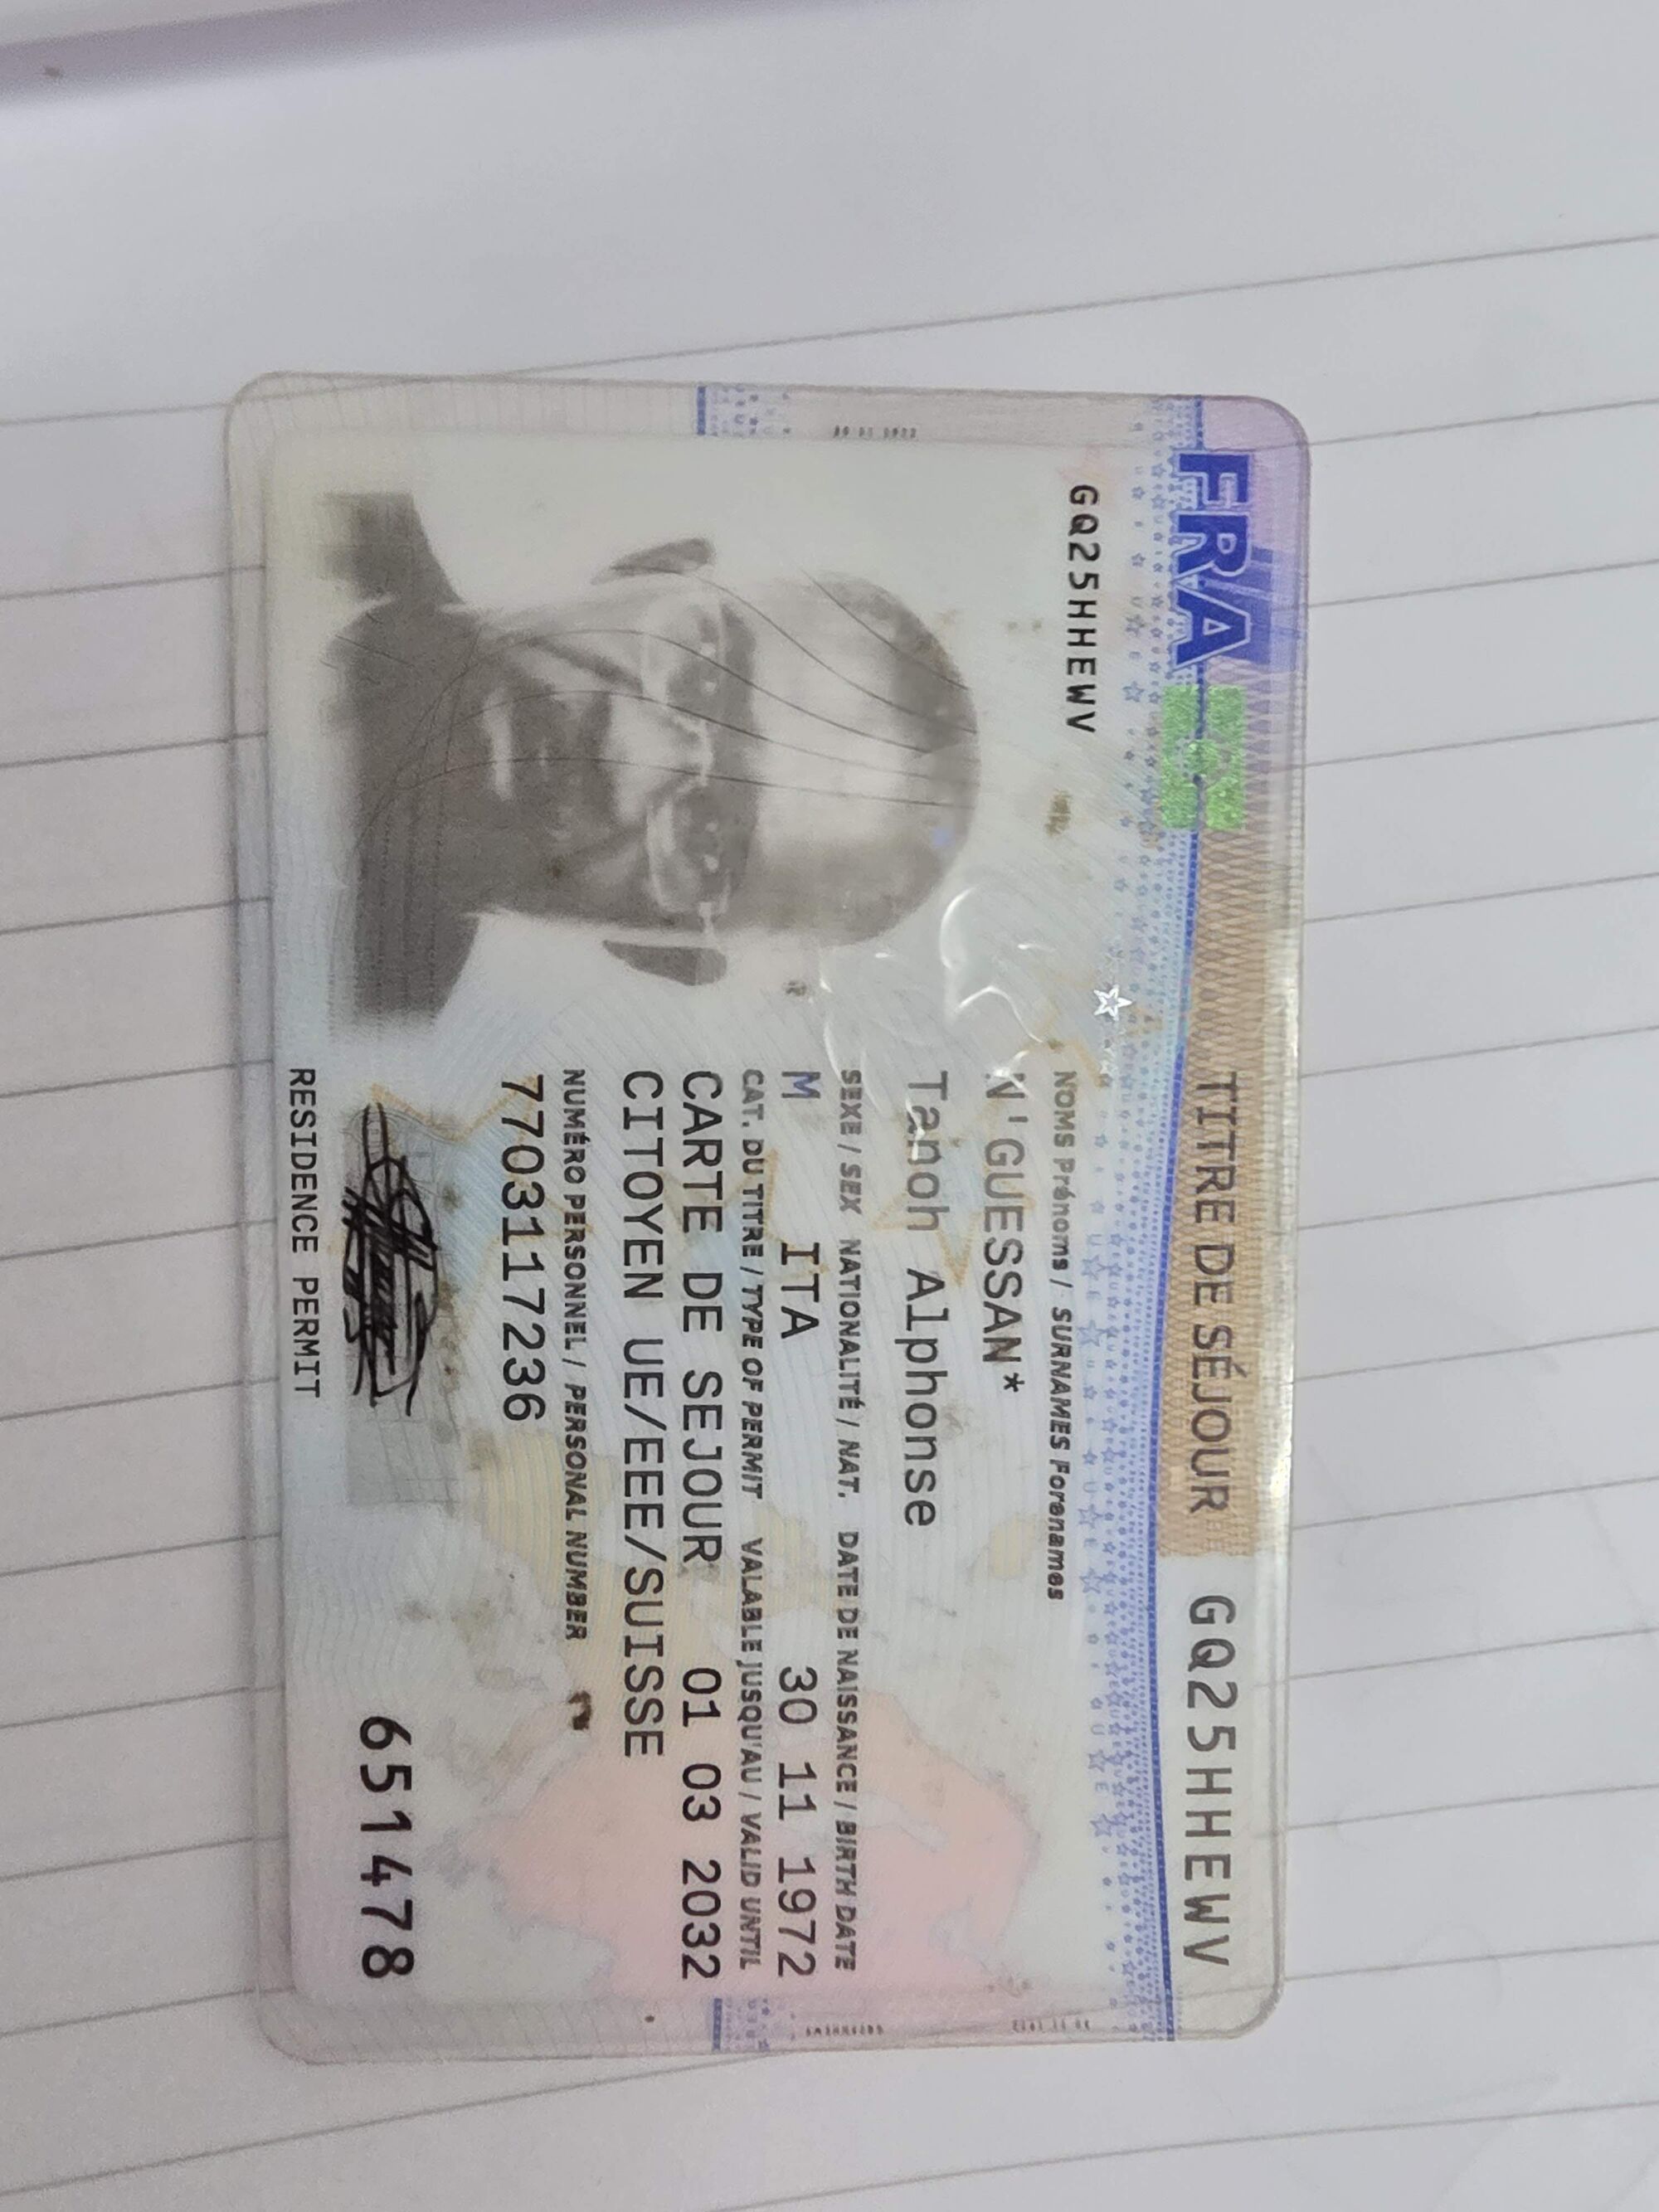 FRA TITRE DE SÉJOUR GQ25HHEWV
GQ25HHEWV
NOMS Prénoms / SURNAMES Forenames
N'GUESSAN*
Tanoh Alphonse
SEXE / SEX NATIONALITÉ / NAT. DATE DE NAISSANCE / BIRTH DATE
M ITA 30 11 1972
CAT. DU TITRE / TYPE OF PERMIT VALABLE JUSQU'AU / VALID UNTIL
CARTE DE SEJOUR 01 03 2032
CITOYEN UE/EEE/SUISSE
NUMÉRO PERSONNEL / PERSONAL NUMBER
7703117236
651478
RESIDENCE PERMIT